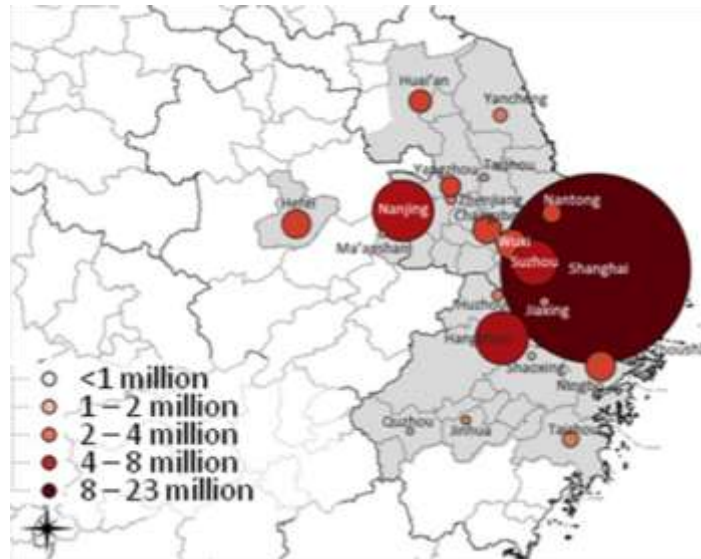 Huai'an
Yancheng
Yangzhou
Taizhou
Hefei
Nanjing
Zhenjiang
Nantong
Changzhou
Wuxi
Ma'anshan
Suzhou
Shanghai
Huzhou
Jiaxing
Hangzhou
Shaoxing
Ningbo
Quzhou
Jinhua
Taizhou
<1 million
1 – 2 million
2 – 4 million
4 – 8 million
8 – 23 million